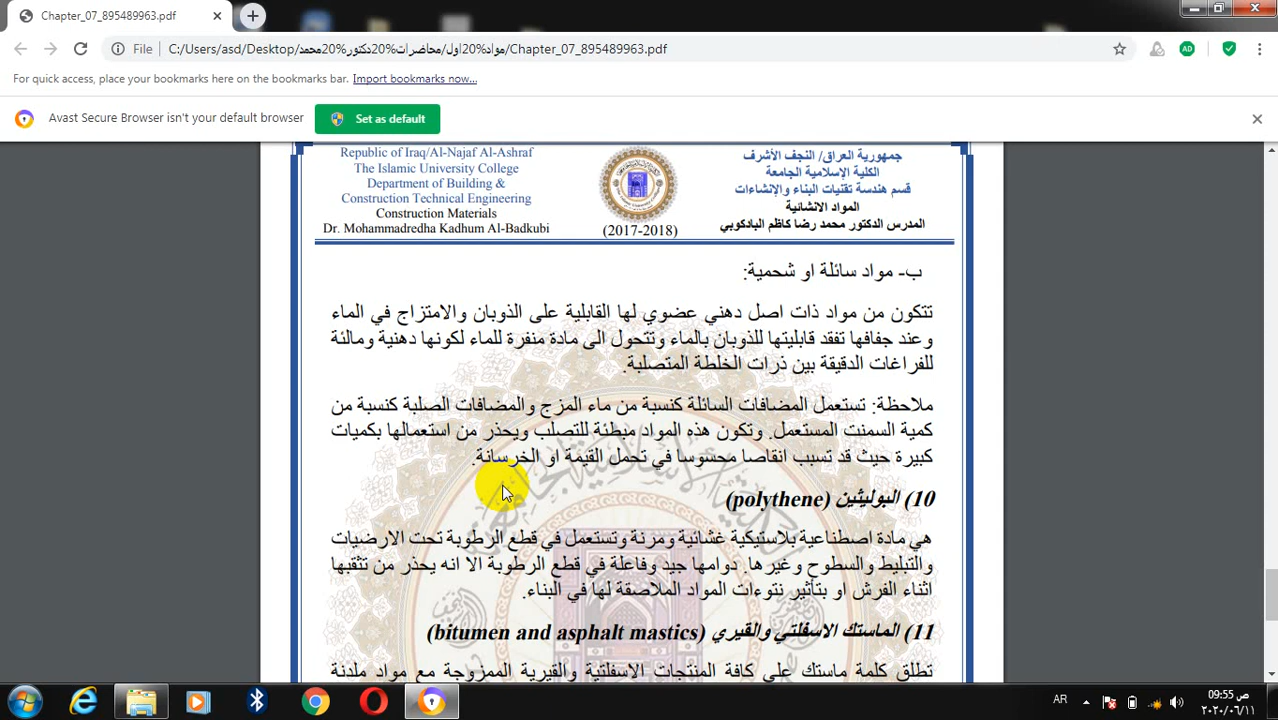 Chapter_07_895489963.pdf
File C:/Users/asd/Desktop/مواد%20اول/محاضرات%20دكتور%20محمد/Chapter_07_895489963.pdf
For quick access, place your bookmarks here on the bookmarks bar. Import bookmarks now...
Avast Secure Browser isn't your default browser Set as default
Republic of Iraq/Al-Najaf Al-Ashraf
The Islamic University College
Department of Building &
Construction Technical Engineering
Construction Materials
Dr. Mohammadredha Kadhum Al-Badkubi
(2017-2018)
جمهورية العراق/ النجف الأشرف
الكلية الإسلامية الجامعة
قسم هندسة تقنيات البناء والإنشاءات
المواد الانشائية
المدرس الدكتور محمد رضا كاظم البادكوبي
ب- مواد سائلة او شحمية:
تتكون من مواد ذات اصل دهني عضوي لها القابلية على الذوبان والامتزاج في الماء
وعند جفافها تفقد قابليتها للذوبان بالماء وتتحول الى مادة منفرة للماء لكونها دهنية ومالئة
للفراغات الدقيقة بين ذرات الخلطة المتصلبة.
ملاحظة: تستعمل المضافات السائلة كنسبة من ماء المزج والمضافات الصلبة كنسبة من
كمية السمنت المستعمل. وتكون هذه المواد مبطئة للتصلب ويحذر من استعمالها بكميات
كبيرة حيث قد تسبب انقاصا محسوسا في تحمل القيمة او الخرسانة.
10) البوليثين (polythene)
هي مادة اصطناعية بلاستيكية غشائية ومرنة وتستعمل في قطع الرطوبة تحت الارضيات
والتبليط والسطوح وغيرها. دوامها جيد وفاعلة في قطع الرطوبة الا انه يحذر من تثقبها
اثناء الفرش او بتأثير نتوءات المواد الملاصقة لها في البناء.
11) الماستك الاسفلتي والقيري (bitumen and asphalt mastics)
تطلق كلمة ماستك على كافة المنتجات الاسفلتية والقيرية الممزوجة مع مواد ملدنة
AR
09:55 ص
٢٠٢٠/٠٦/١١